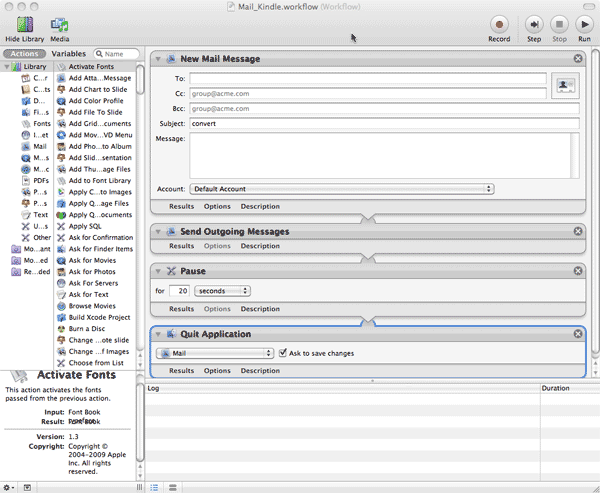 Mail_Kindle.workflow (Workflow)
Hide Library Media Record Step Stop Run
Actions Variables Name
Library
C...r
C...ts
D...
Fi...s
Fonts
I...et
Mail
M...s
M...c
PDFs
P...s
P...s
Text
U...s
Other
Mo...ant
Mo...ed
Re...ded
Activate Fonts
Add Atta...Message
Add Chart to Slide
Add Color Profile
Add File To Slide
Add Grid...cuments
Add Mov...VD Menu
Add Photo to Album
Add Slid...sentation
Add Thu...age Files
Add to Font Library
Apply C...to Images
Apply Q...age Files
Apply Q...ocuments
Apply SQL
Ask for Confirmation
Ask for Finder Items
Ask for Movies
Ask for Photos
Ask For Servers
Ask for Text
Browse Movies
Build Xcode Project
Burn a Disc
Change ...ote slide
Change ...f Images
Choose from List
Activate Fonts
This action activates the fonts
passed from the previous action.
Input: Font Book
Result: Font Book
Version: 1.3
Copyright: Copyright ©
2004-2009 Apple
Inc. All rights
reserved.
New Mail Message
To:
Cc: group@acme.com
Bcc: group@acme.com
Subject: convert
Message:
Account: Default Account
Results Options Description
Send Outgoing Messages
Results Options Description
Pause
for 20 seconds
Results Options Description
Quit Application
Mail Ask to save changes
Results Options Description
Log Duration